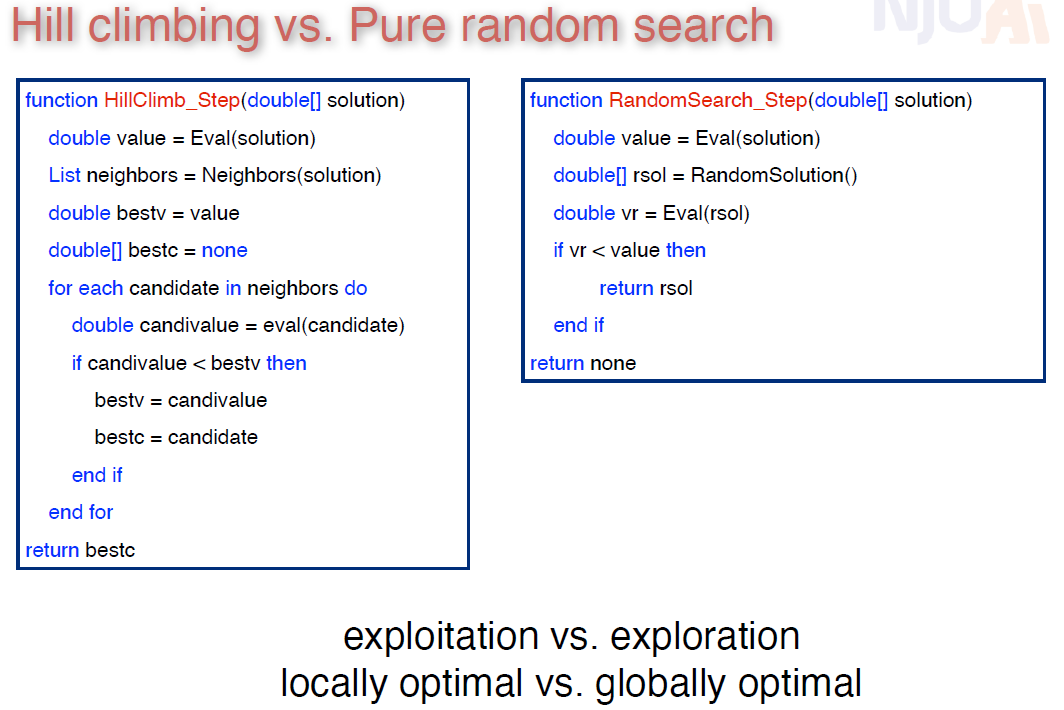 Hill climbing vs. Pure random search
NJUAI
function HillClimb_Step(double[] solution)
double value = Eval(solution)
List neighbors = Neighbors(solution)
double bestv = value
double[] bestc = none
for each candidate in neighbors do
double candivalue = eval(candidate)
if candivalue < bestv then
bestv = candivalue
bestc = candidate
end if
end for
return bestc
function RandomSearch_Step(double[] solution)
double value = Eval(solution)
double[] rsol = RandomSolution()
double vr = Eval(rsol)
if vr < value then
return rsol
end if
return none
exploitation vs. exploration
locally optimal vs. globally optimal